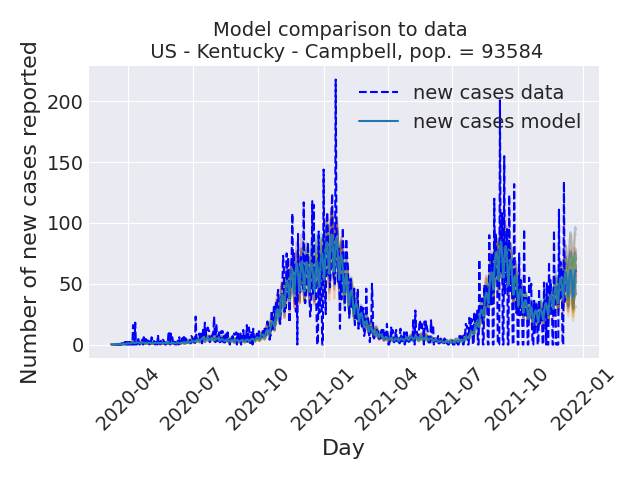 Model comparison to data
US - Kentucky - Campbell, pop. = 93584
new cases data
new cases model
Number of new cases reported
200
150
100
50
0
2020-04
2020-07
2020-10
2021-01
2021-04
2021-07
2021-10
2022-01
Day